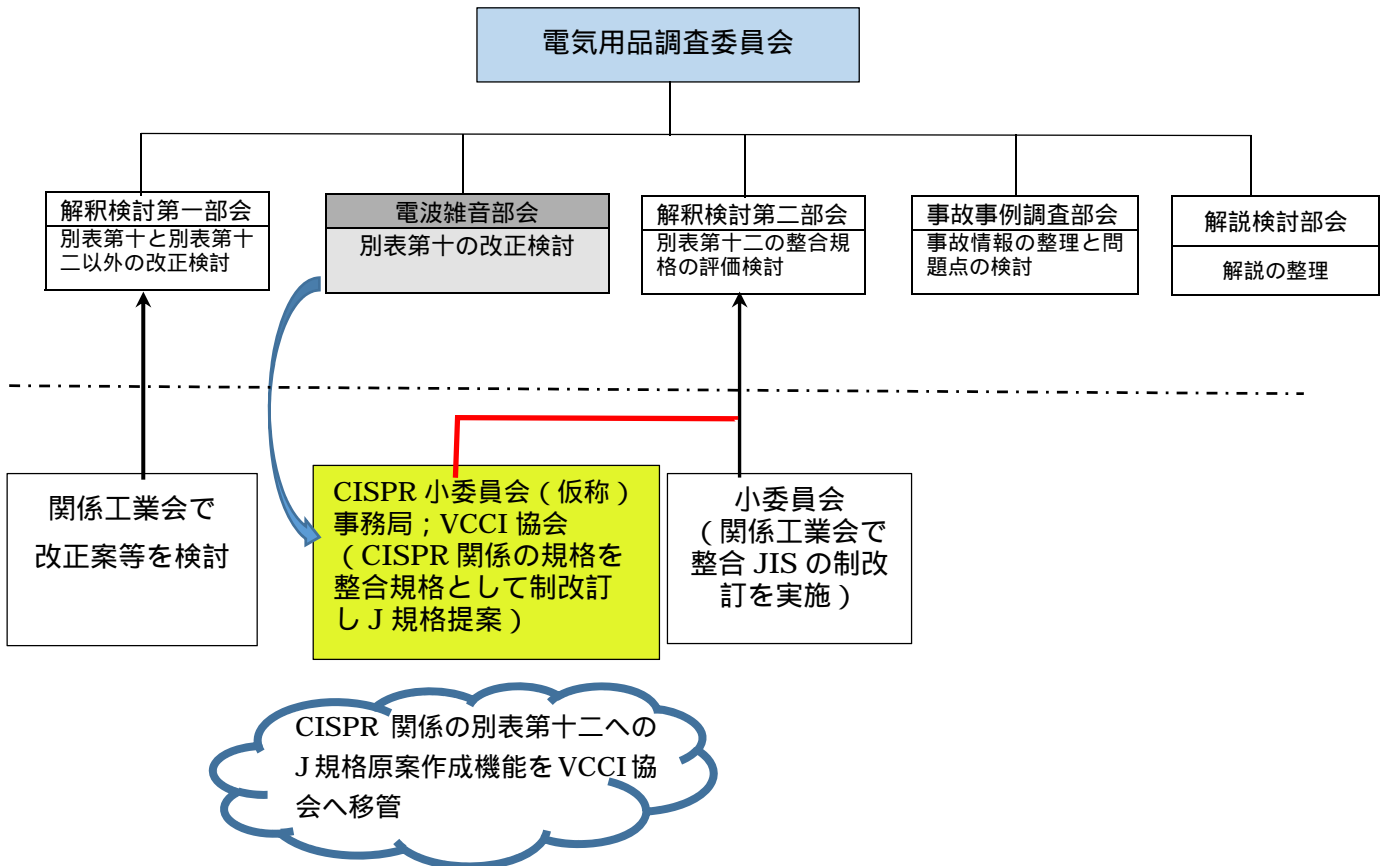 電気用品調査委員会
解釈検討第一部会
別表第十と別表第十
二以外の改正検討
電波雑音部会
別表第十の改正検討
解釈検討第二部会
別表第十二の整合規
格の評価検討
事故事例調査部会
事故情報の整理と問
題点の検討
解説検討部会
解説の整理
関係工業会で
改正案等を検討
CISPR 小委員会（仮称）
事務局；VCCI 協会
（CISPR 関係の規格を
整合規格として制改訂
し J 規格提案）
小委員会
（関係工業会で
整合 JIS の制改
訂を実施）
CISPR 関係の別表第十二への
J 規格原案作成機能を VCCI 協
会へ移管